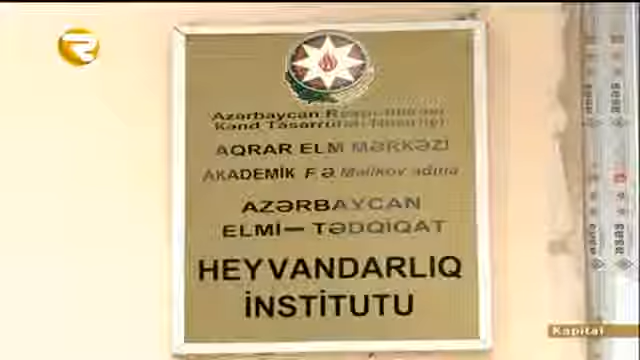 Azərbaycan Respublikası
Kənd Təsərrüfatı Nazirliyi
AQRAR ELM MƏRKƏZİ
AKADEMİK F Ə Məlikov adına
AZƏRBAYCAN
ELMİ– TƏDQİQAT
HEYVANDARLIQ
İNSTİTUTU
Kapital